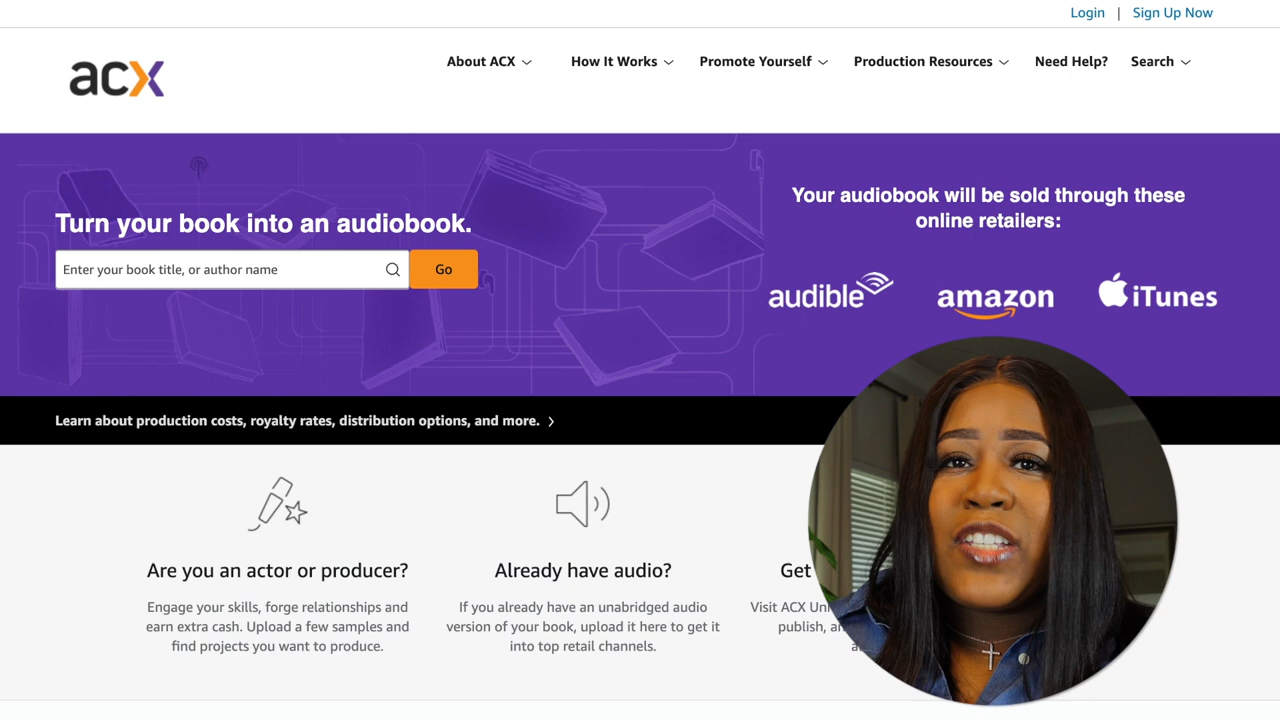 Login | Sign Up Now
acx
About ACX
How It Works
Promote Yourself
Production Resources
Need Help?
Search
Turn your book into an audiobook.
Enter your book title, or author name
Go
Your audiobook will be sold through these
online retailers:
audible
amazon
iTunes
Learn about production costs, royalty rates, distribution options, and more.
Are you an actor or producer?
Engage your skills, forge relationships and
earn extra cash. Upload a few samples and
find projects you want to produce.
Already have audio?
If you already have an unabridged audio
version of your book, upload it here to get it
into top retail channels.
Get
Visit ACX
publish,